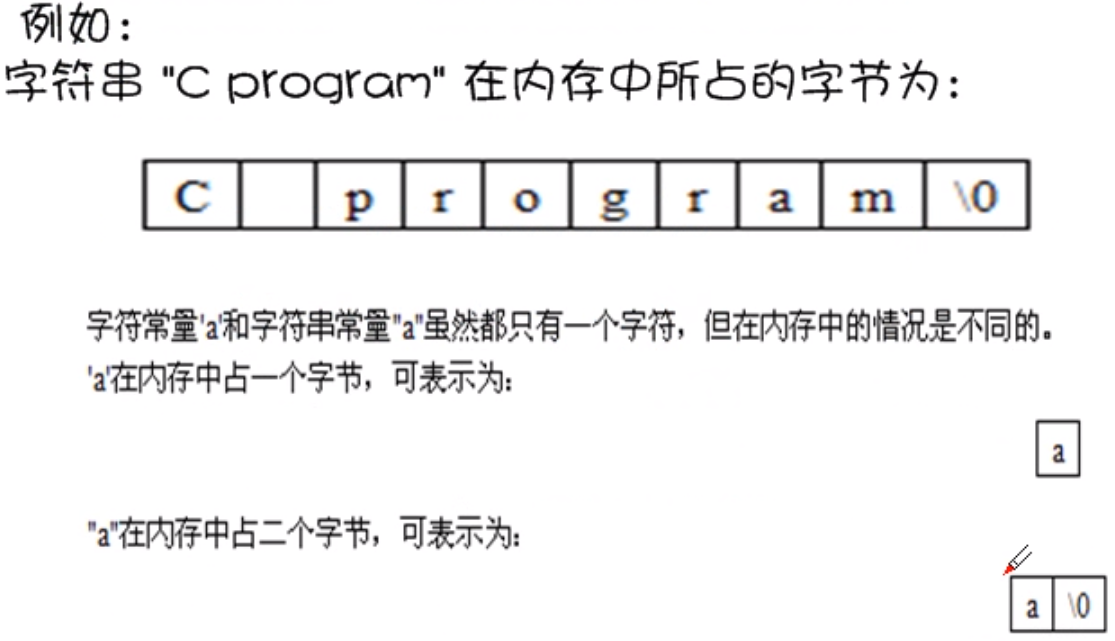 例如：
字符串 "C program" 在内存中所占的字节为：
C p r o g r a m \0
字符常量'a'和字符串常量"a"虽然都只有一个字符，但在内存中的情况是不同的。
'a'在内存中占一个字节，可表示为：
a
"a"在内存中占二个字节，可表示为：
a \0